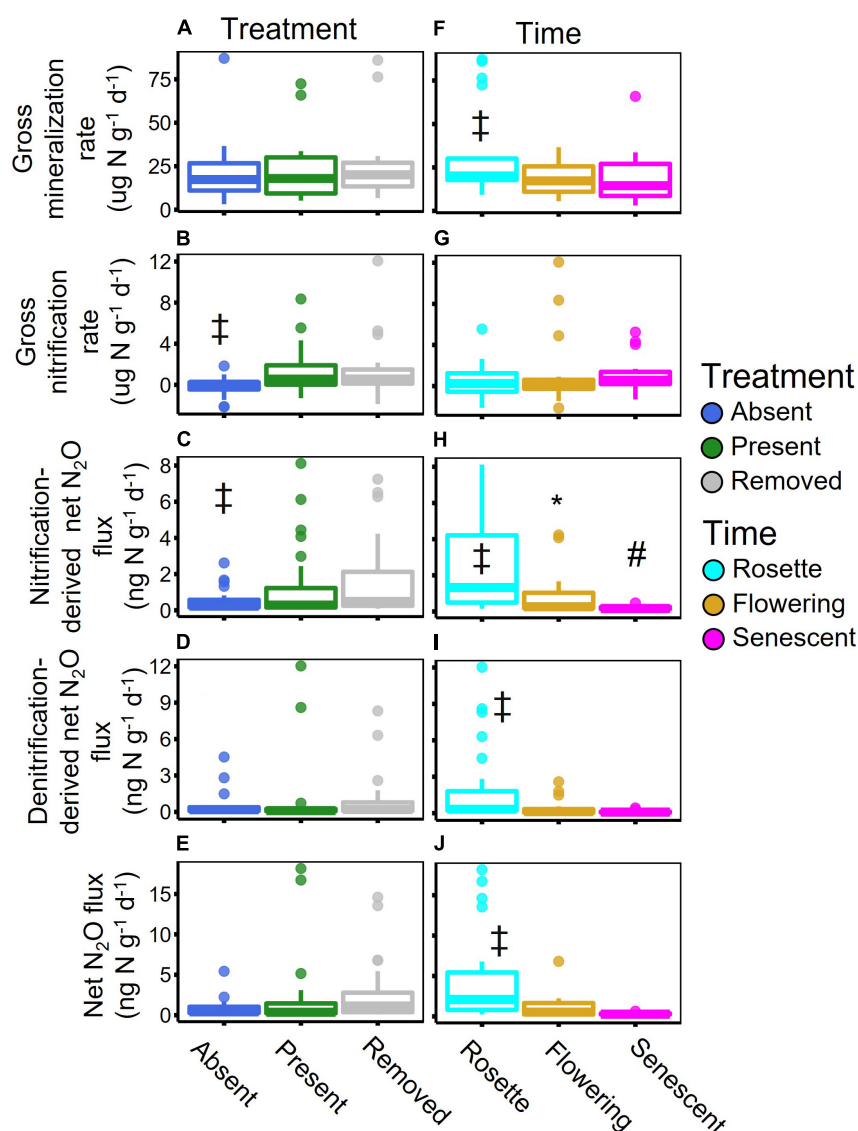 A
Treatment
F
Time
Gross
mineralization
rate
(ug N g⁻¹ d⁻¹)
75
50
25
0
‡
B
G
Gross
nitrification
rate
(ug N g⁻¹ d⁻¹)
12
8
4
0
‡
C
H
Nitrification-
derived net N₂O
flux
(ng N g⁻¹ d⁻¹)
8
6
4
2
0
‡
‡
*
#
D
I
Denitrification-
derived net N₂O
flux
(ng N g⁻¹ d⁻¹)
12
9
6
3
0
‡
E
J
Net N₂O flux
(ng N g⁻¹ d⁻¹)
15
10
5
0
‡
Absent
Present
Removed
Rosette
Flowering
Senescent
Treatment
Absent
Present
Removed
Time
Rosette
Flowering
Senescent